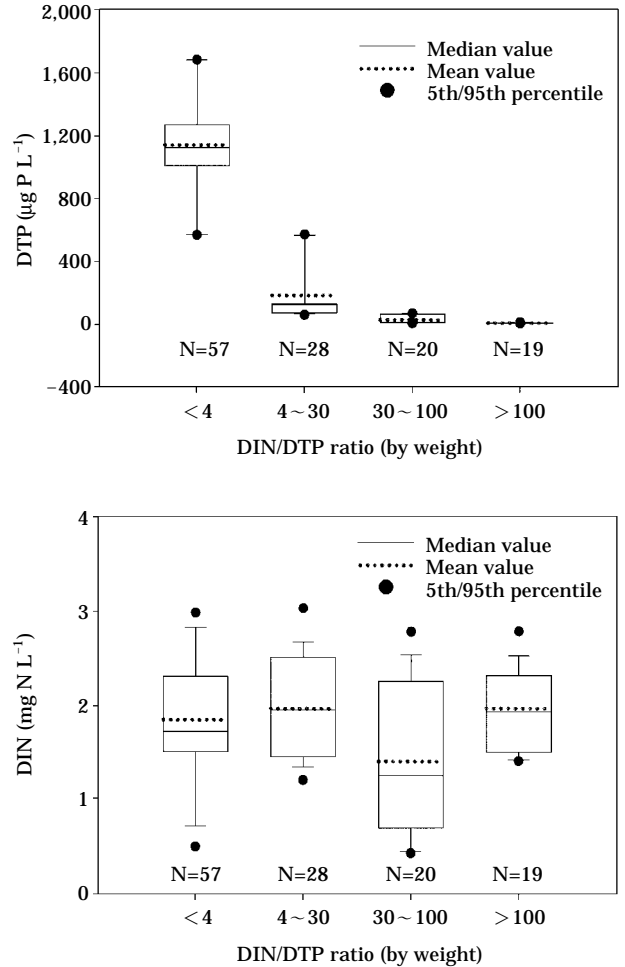 2,000
1,600
1,200
800
400
0
−400
DTP (μg P L⁻¹)
Median value
Mean value
5th/95th percentile
N=57 N=28 N=20 N=19
<4 4~30 30~100 >100
DIN/DTP ratio (by weight)
4
3
2
1
0
DIN (mg N L⁻¹)
Median value
Mean value
5th/95th percentile
N=57 N=28 N=20 N=19
<4 4~30 30~100 >100
DIN/DTP ratio (by weight)